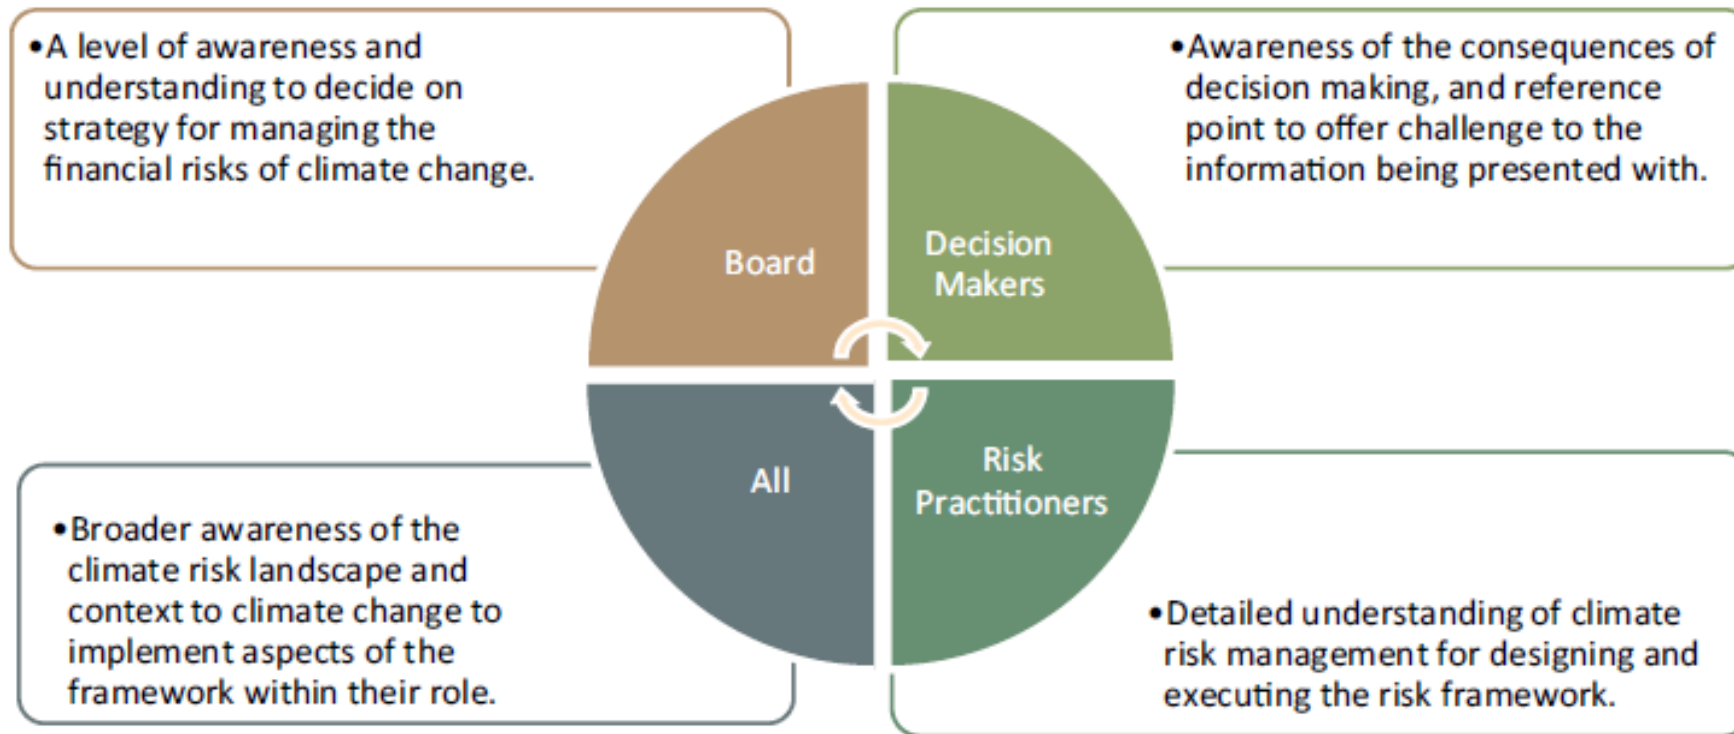 •A level of awareness and
understanding to decide on
strategy for managing the
financial risks of climate change.
•Awareness of the consequences of
decision making, and reference
point to offer challenge to the
information being presented with.
Board
Decision
Makers
All
Risk
Practitioners
•Broader awareness of the
climate risk landscape and
context to climate change to
implement aspects of the
framework within their role.
•Detailed understanding of climate
risk management for designing and
executing the risk framework.